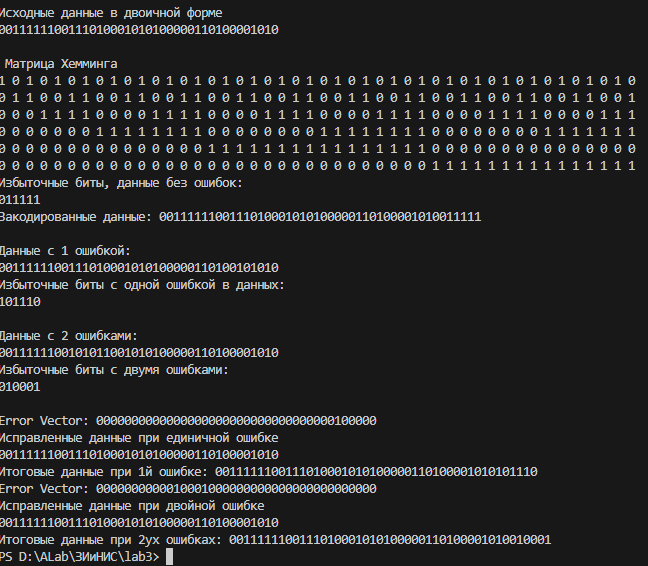 Исходные данные в двоичной форме
0011111100111010001010100000110100001010
Матрица Хемминга
1 0 1 0 1 0 1 0 1 0 1 0 1 0 1 0 1 0 1 0 1 0 1 0 1 0 1 0 1 0 1 0 1 0 1 0 1 0 1 0 1 0 1 0 1 0
0 1 1 0 0 1 1 0 0 1 1 0 0 1 1 0 0 1 1 0 0 1 1 0 0 1 1 0 0 1 1 0 0 1 1 0 0 1 1 0 0 1 1 0 0 1
0 0 0 1 1 1 1 0 0 0 0 1 1 1 1 0 0 0 0 1 1 1 1 0 0 0 0 1 1 1 1 0 0 0 0 1 1 1 1 0 0 0 0 1 1 1
0 0 0 0 0 0 0 1 1 1 1 1 1 1 1 0 0 0 0 0 0 0 0 1 1 1 1 1 1 1 1 0 0 0 0 0 0 0 0 1 1 1 1 1 1 1
0 0 0 0 0 0 0 0 0 0 0 0 0 0 0 1 1 1 1 1 1 1 1 1 1 1 1 1 1 1 1 0 0 0 0 0 0 0 0 0 0 0 0 0 0 0
0 0 0 0 0 0 0 0 0 0 0 0 0 0 0 0 0 0 0 0 0 0 0 0 0 0 0 0 0 0 0 1 1 1 1 1 1 1 1 1 1 1 1 1 1 1
Избыточные биты, данные без ошибок:
011111
Закодированные данные: 0011111100111010001010100000110100001010011111
Данные с 1 ошибкой:
0011111100111010001010100000110100101010
Избыточные биты с одной ошибкой в данных:
101110
Данные с 2 ошибками:
0011111100101011001010100000110100001010
Избыточные биты с двумя ошибками:
010001
Error Vector: 0000000000000000000000000000000000100000
Исправленные данные при единичной ошибке
0011111100111010001010100000110100001010
Итоговые данные при 1й ошибке: 0011111100111010001010100000110100001010101110
Error Vector: 0000000000010001000000000000000000000000
Исправленные данные при двойной ошибке
0011111100111010001010100000110100001010
Итоговые данные при 2ух ошибках: 0011111100111010001010100000110100001010010001
PS D:\ALab\ЗИиНИС\lab3>